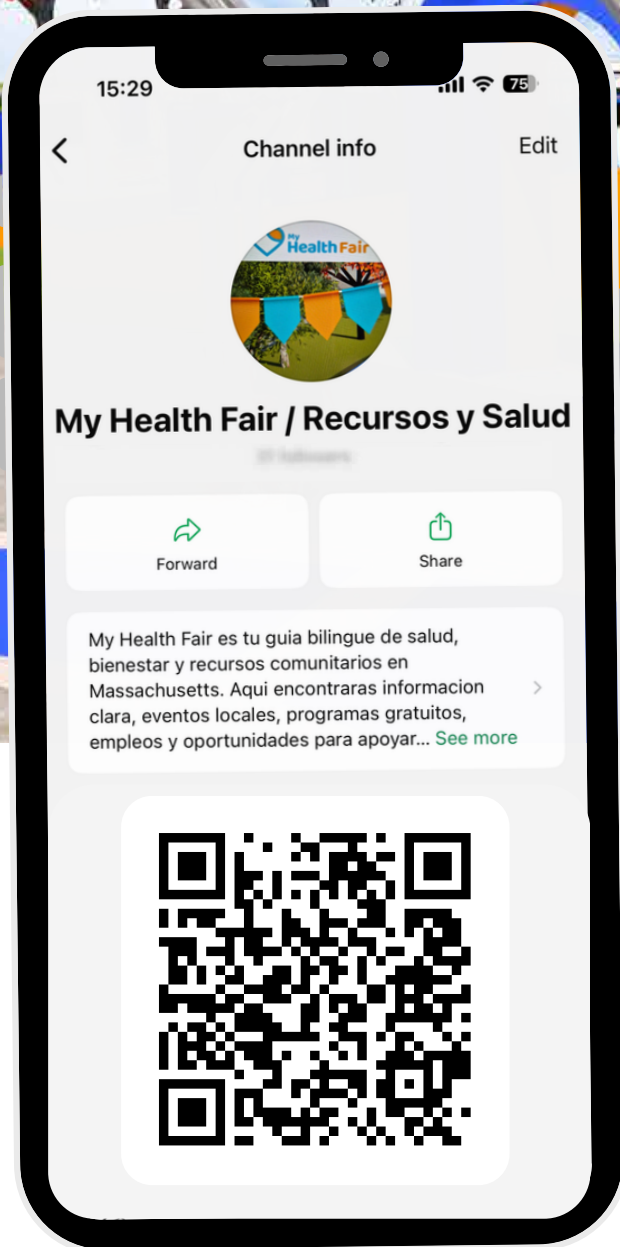 15:29
75
Channel info
Edit
My
Health Fair
My Health Fair / Recursos y Salud
Forward
Share
My Health Fair es tu guia bilingue de salud,
bienestar y recursos comunitarios en
Massachusetts. Aqui encontraras informacion
clara, eventos locales, programas gratuitos,
empleos y oportunidades para apoyar... See more